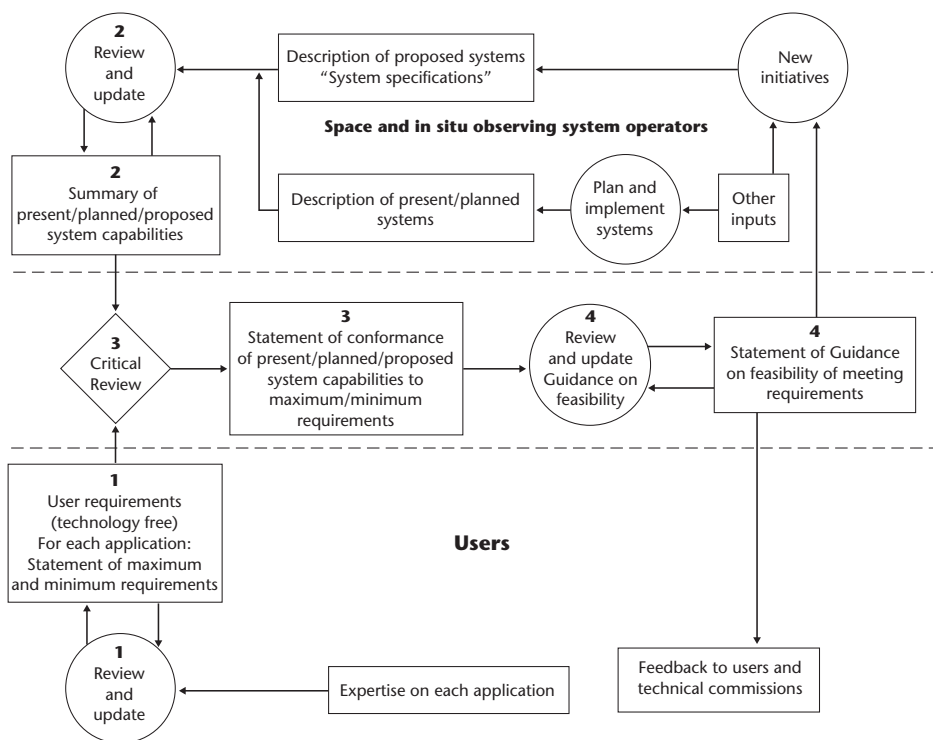 2
Review
and
update
Description of proposed systems
“System specifications”
New
initiatives
Space and in situ observing system operators
2
Summary of
present/planned/proposed
system capabilities
Description of present/planned
systems
Plan and
implement
systems
Other
inputs
3
Critical
Review
3
Statement of conformance
of present/planned/proposed
system capabilities to
maximum/minimum
requirements
4
Review
and update
Guidance on
feasibility
4
Statement of Guidance
on feasibility of meeting
requirements
1
User requirements
(technology free)
For each application:
Statement of maximum
and minimum requirements
Users
1
Review
and
update
Expertise on each application
Feedback to users and
technical commissions